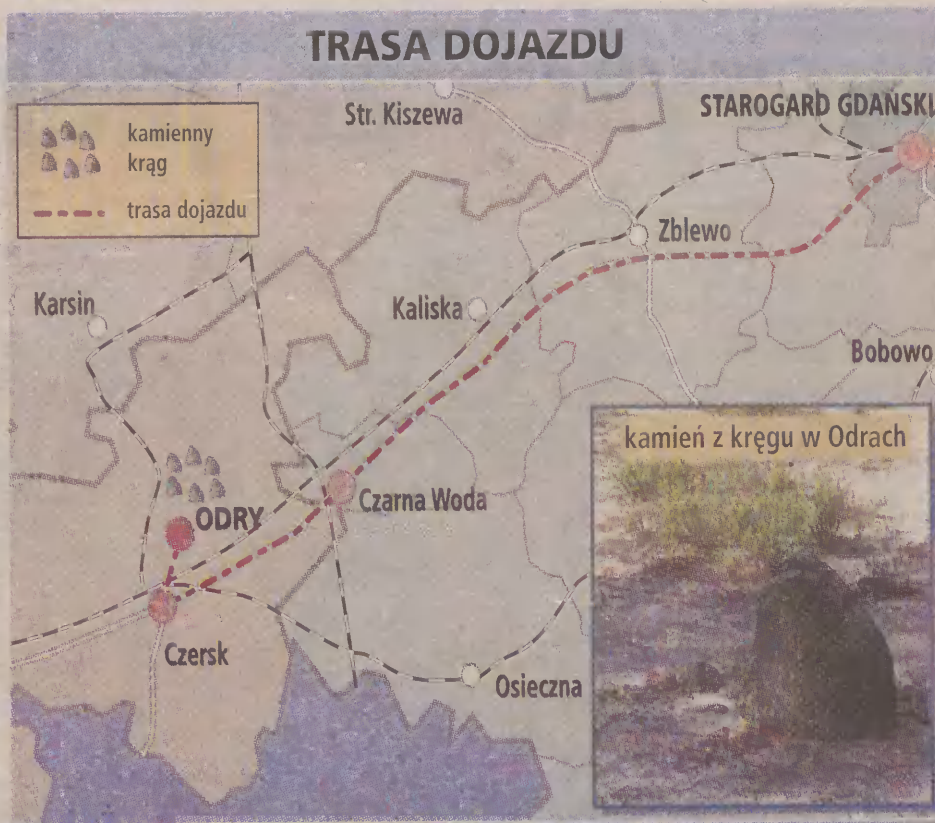 TRASA DOJAZDU
kamienny
krąg
trasa dojazdu
Str. Kiszewa
STAROGARD GDAŃSKI
Zblewo
Karsin
Kaliska
Bobowo
kamień z kręgu w Odrach
ODRY
Czarna Woda
Czersk
Osieczna